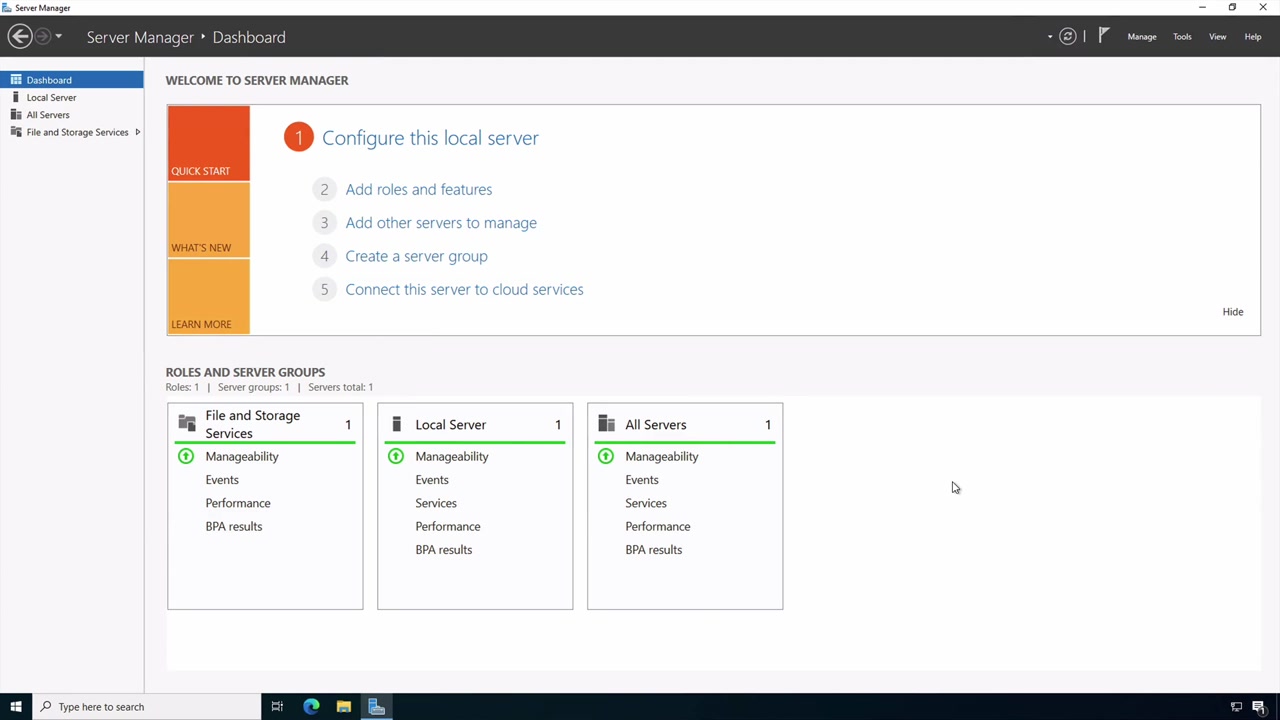 Server Manager
Server Manager ‣ Dashboard
Manage Tools View Help
Dashboard
Local Server
All Servers
File and Storage Services
WELCOME TO SERVER MANAGER
QUICK START
WHAT'S NEW
LEARN MORE
1 Configure this local server
2 Add roles and features
3 Add other servers to manage
4 Create a server group
5 Connect this server to cloud services
Hide
ROLES AND SERVER GROUPS
Roles: 1 | Server groups: 1 | Servers total: 1
File and Storage
Services 1
Manageability
Events
Performance
BPA results
Local Server 1
Manageability
Events
Services
Performance
BPA results
All Servers 1
Manageability
Events
Services
Performance
BPA results
Type here to search
1